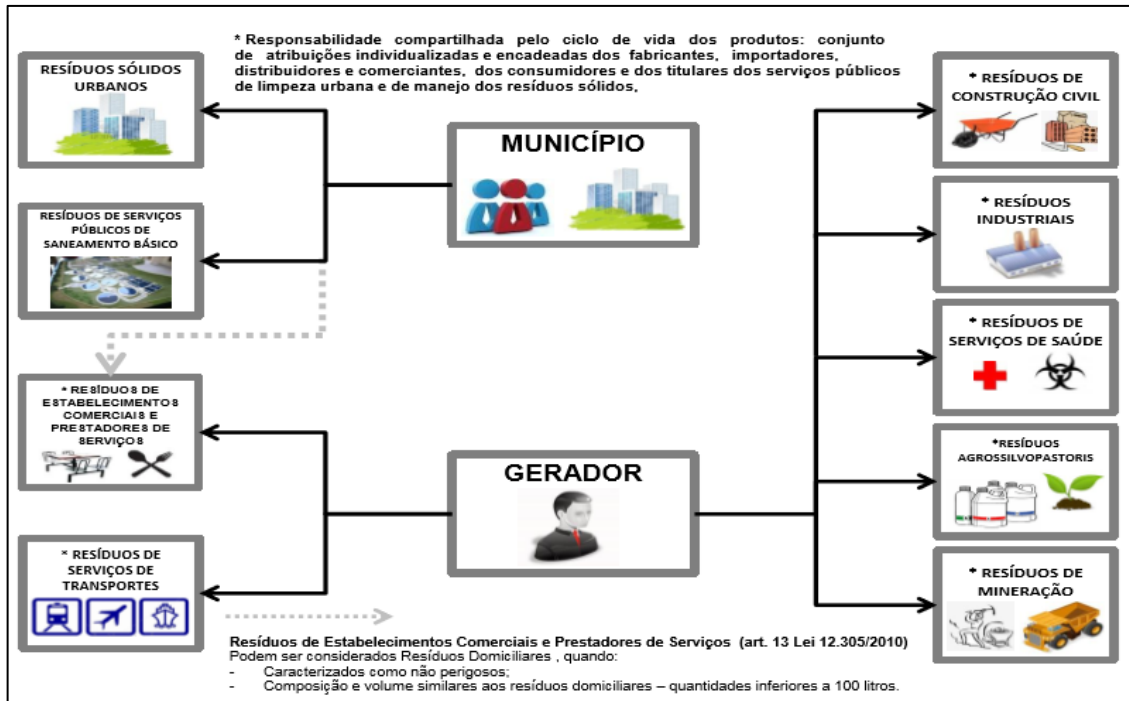 * Responsabilidade compartilhada pelo ciclo de vida dos produtos: conjunto
de atribuições individualizadas e encadeadas dos fabricantes, importadores,
distribuidores e comerciantes, dos consumidores e dos titulares dos serviços públicos
de limpeza urbana e de manejo dos resíduos sólidos,
RESÍDUOS SÓLIDOS
URBANOS
RESÍDUOS DE SERVIÇOS
PÚBLICOS DE
SANEAMENTO BÁSICO
MUNICÍPIO
* RESÍDUOS DE
ESTABELECIMENTOS
COMERCIAIS E
PRESTADORES DE
SERVIÇOS
* RESÍDUOS DE
SERVIÇOS DE
TRANSPORTES
GERADOR
* RESÍDUOS DE
CONSTRUÇÃO CIVIL
* RESÍDUOS
INDUSTRIAIS
* RESÍDUOS DE
SERVIÇOS DE SAÚDE
*RESÍDUOS
AGROSSILVOPASTORIS
* RESÍDUOS DE
MINERAÇÃO
Resíduos de Estabelecimentos Comerciais e Prestadores de Serviços (art. 13 Lei 12.305/2010)
Podem ser considerados Resíduos Domiciliares , quando:
- Caracterizados como não perigosos;
- Composição e volume similares aos resíduos domiciliares – quantidades inferiores a 100 litros.